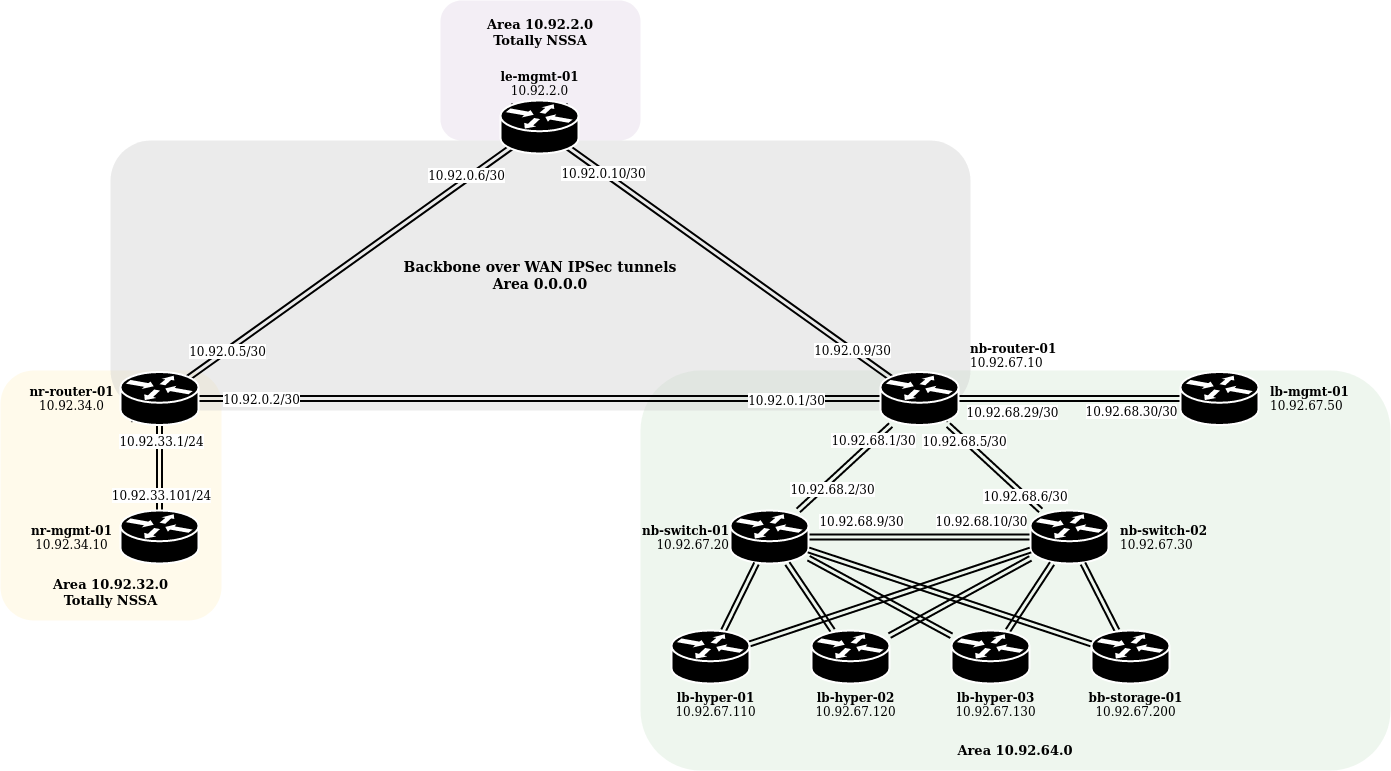 Area 10.92.2.0
Totally NSSA
le-mgmt-01
10.92.2.0
10.92.0.6/30
10.92.0.10/30
Backbone over WAN IPSec tunnels
Area 0.0.0.0
10.92.0.5/30
10.92.0.9/30
nb-router-01
10.92.67.10
nr-router-01
10.92.34.0
10.92.0.2/30
10.92.0.1/30
10.92.68.29/30
10.92.68.30/30
lb-mgmt-01
10.92.67.50
10.92.33.1/24
10.92.68.1/30
10.92.68.5/30
10.92.33.101/24
10.92.68.2/30
10.92.68.6/30
nr-mgmt-01
10.92.34.10
nb-switch-01
10.92.67.20
10.92.68.9/30
10.92.68.10/30
nb-switch-02
10.92.67.30
Area 10.92.32.0
Totally NSSA
lb-hyper-01
10.92.67.110
lb-hyper-02
10.92.67.120
lb-hyper-03
10.92.67.130
bb-storage-01
10.92.67.200
Area 10.92.64.0